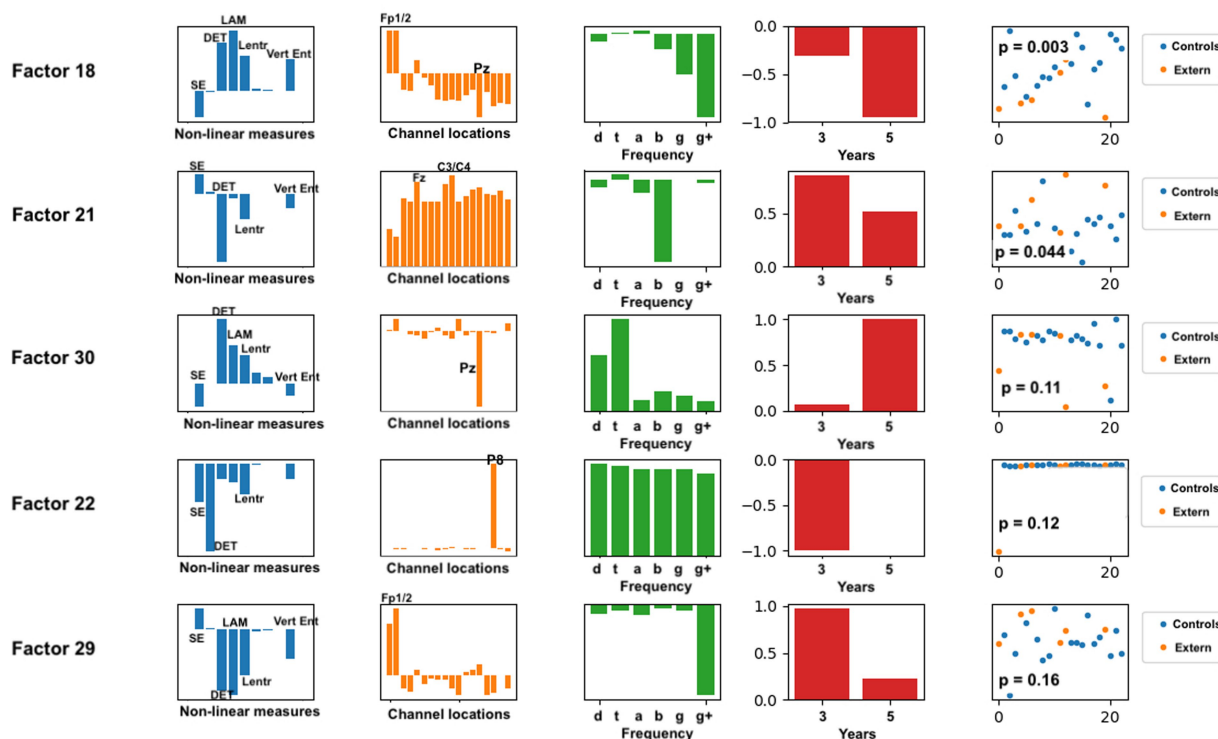 Factor 18
SE
DET
LAM
Lentr
Vert Ent
Non-linear measures
Fp1/2
Pz
Channel locations
d t a b g g+
Frequency
0.0
−0.5
−1.0
3 5
Years
p = 0.003
0 20
Controls
Extern
Factor 21
SE
DET
Lentr
Vert Ent
Non-linear measures
Fz
C3/C4
Channel locations
d t a b g g+
Frequency
0.5
0.0
3 5
Years
p = 0.044
0 20
Controls
Extern
Factor 30
SE
DET
LAM
Lentr
Vert Ent
Non-linear measures
Pz
Channel locations
d t a b g g+
Frequency
1.0
0.5
0.0
3 5
Years
p = 0.11
0 20
Controls
Extern
Factor 22
SE
DET
Lentr
Non-linear measures
P8
Channel locations
d t a b g g+
Frequency
0.0
−0.5
−1.0
3 5
Years
p = 0.12
0 20
Controls
Extern
Factor 29
SE
DET
LAM
Lentr
Vert Ent
Non-linear measures
Fp1/2
Channel locations
d t a b g g+
Frequency
1.0
0.5
0.0
3 5
Years
p = 0.16
0 20
Controls
Extern